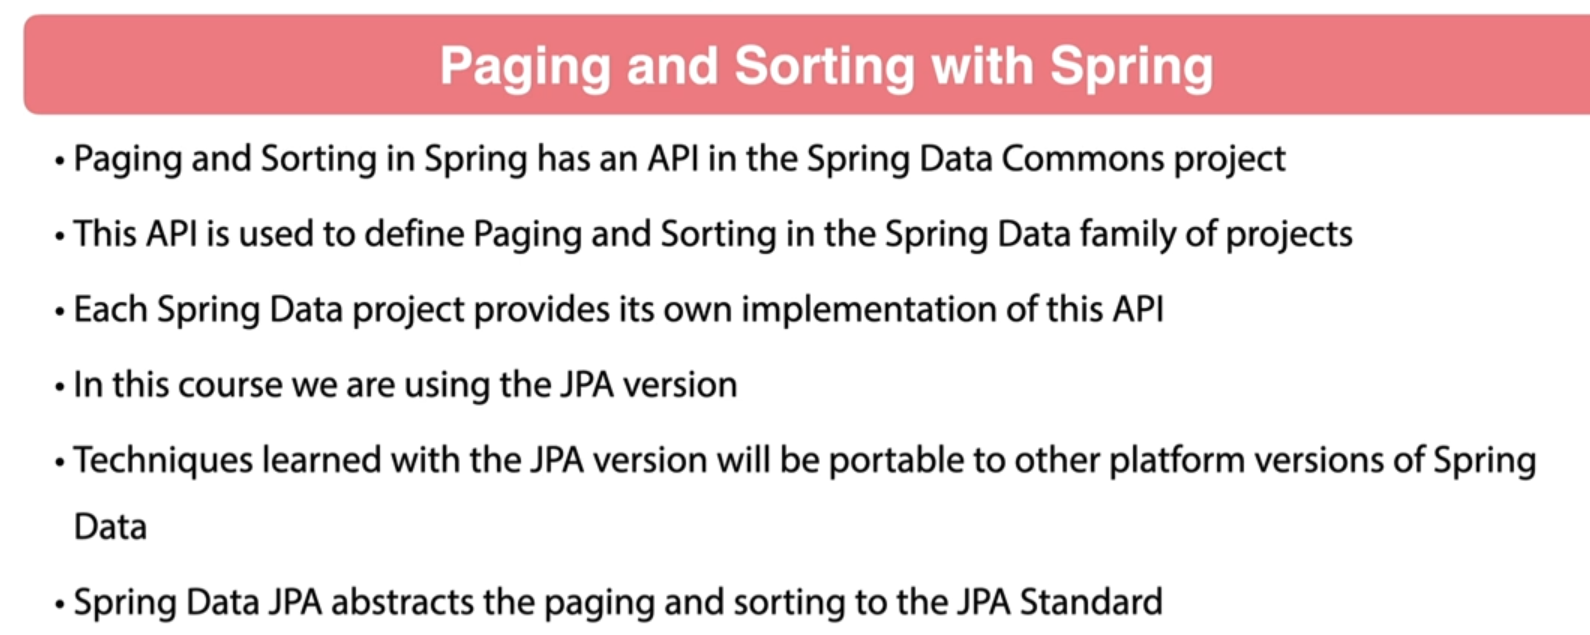 Paging and Sorting with Spring
• Paging and Sorting in Spring has an API in the Spring Data Commons project
• This API is used to define Paging and Sorting in the Spring Data family of projects
• Each Spring Data project provides its own implementation of this API
• In this course we are using the JPA version
• Techniques learned with the JPA version will be portable to other platform versions of Spring
Data
• Spring Data JPA abstracts the paging and sorting to the JPA Standard